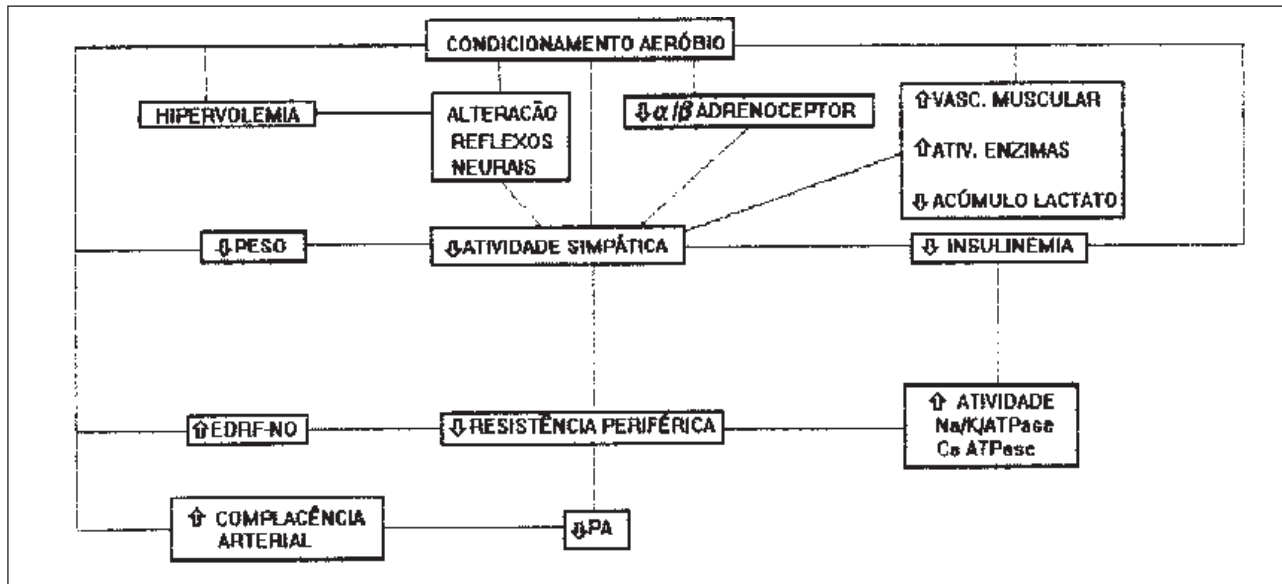 CONDICIONAMENTO AERÓBIO
HIPERVOLEMIA
ALTERAÇÃO
REFLEXOS
NEURAIS
⇩α/β ADRENOCEPTOR
⇧VASC. MUSCULAR
⇧ATIV. ENZIMAS
⇩ACÚMULO LACTATO
⇩PESO
⇩ATIVIDADE SIMPÁTICA
⇩ INSULINEMIA
⇧EDRF-NO
⇩RESISTÊNCIA PERIFÉRICA
⇧ ATIVIDADE
Na/K/ATPase
Ca ATPase
⇧ COMPLACÊNCIA
ARTERIAL
⇩PA